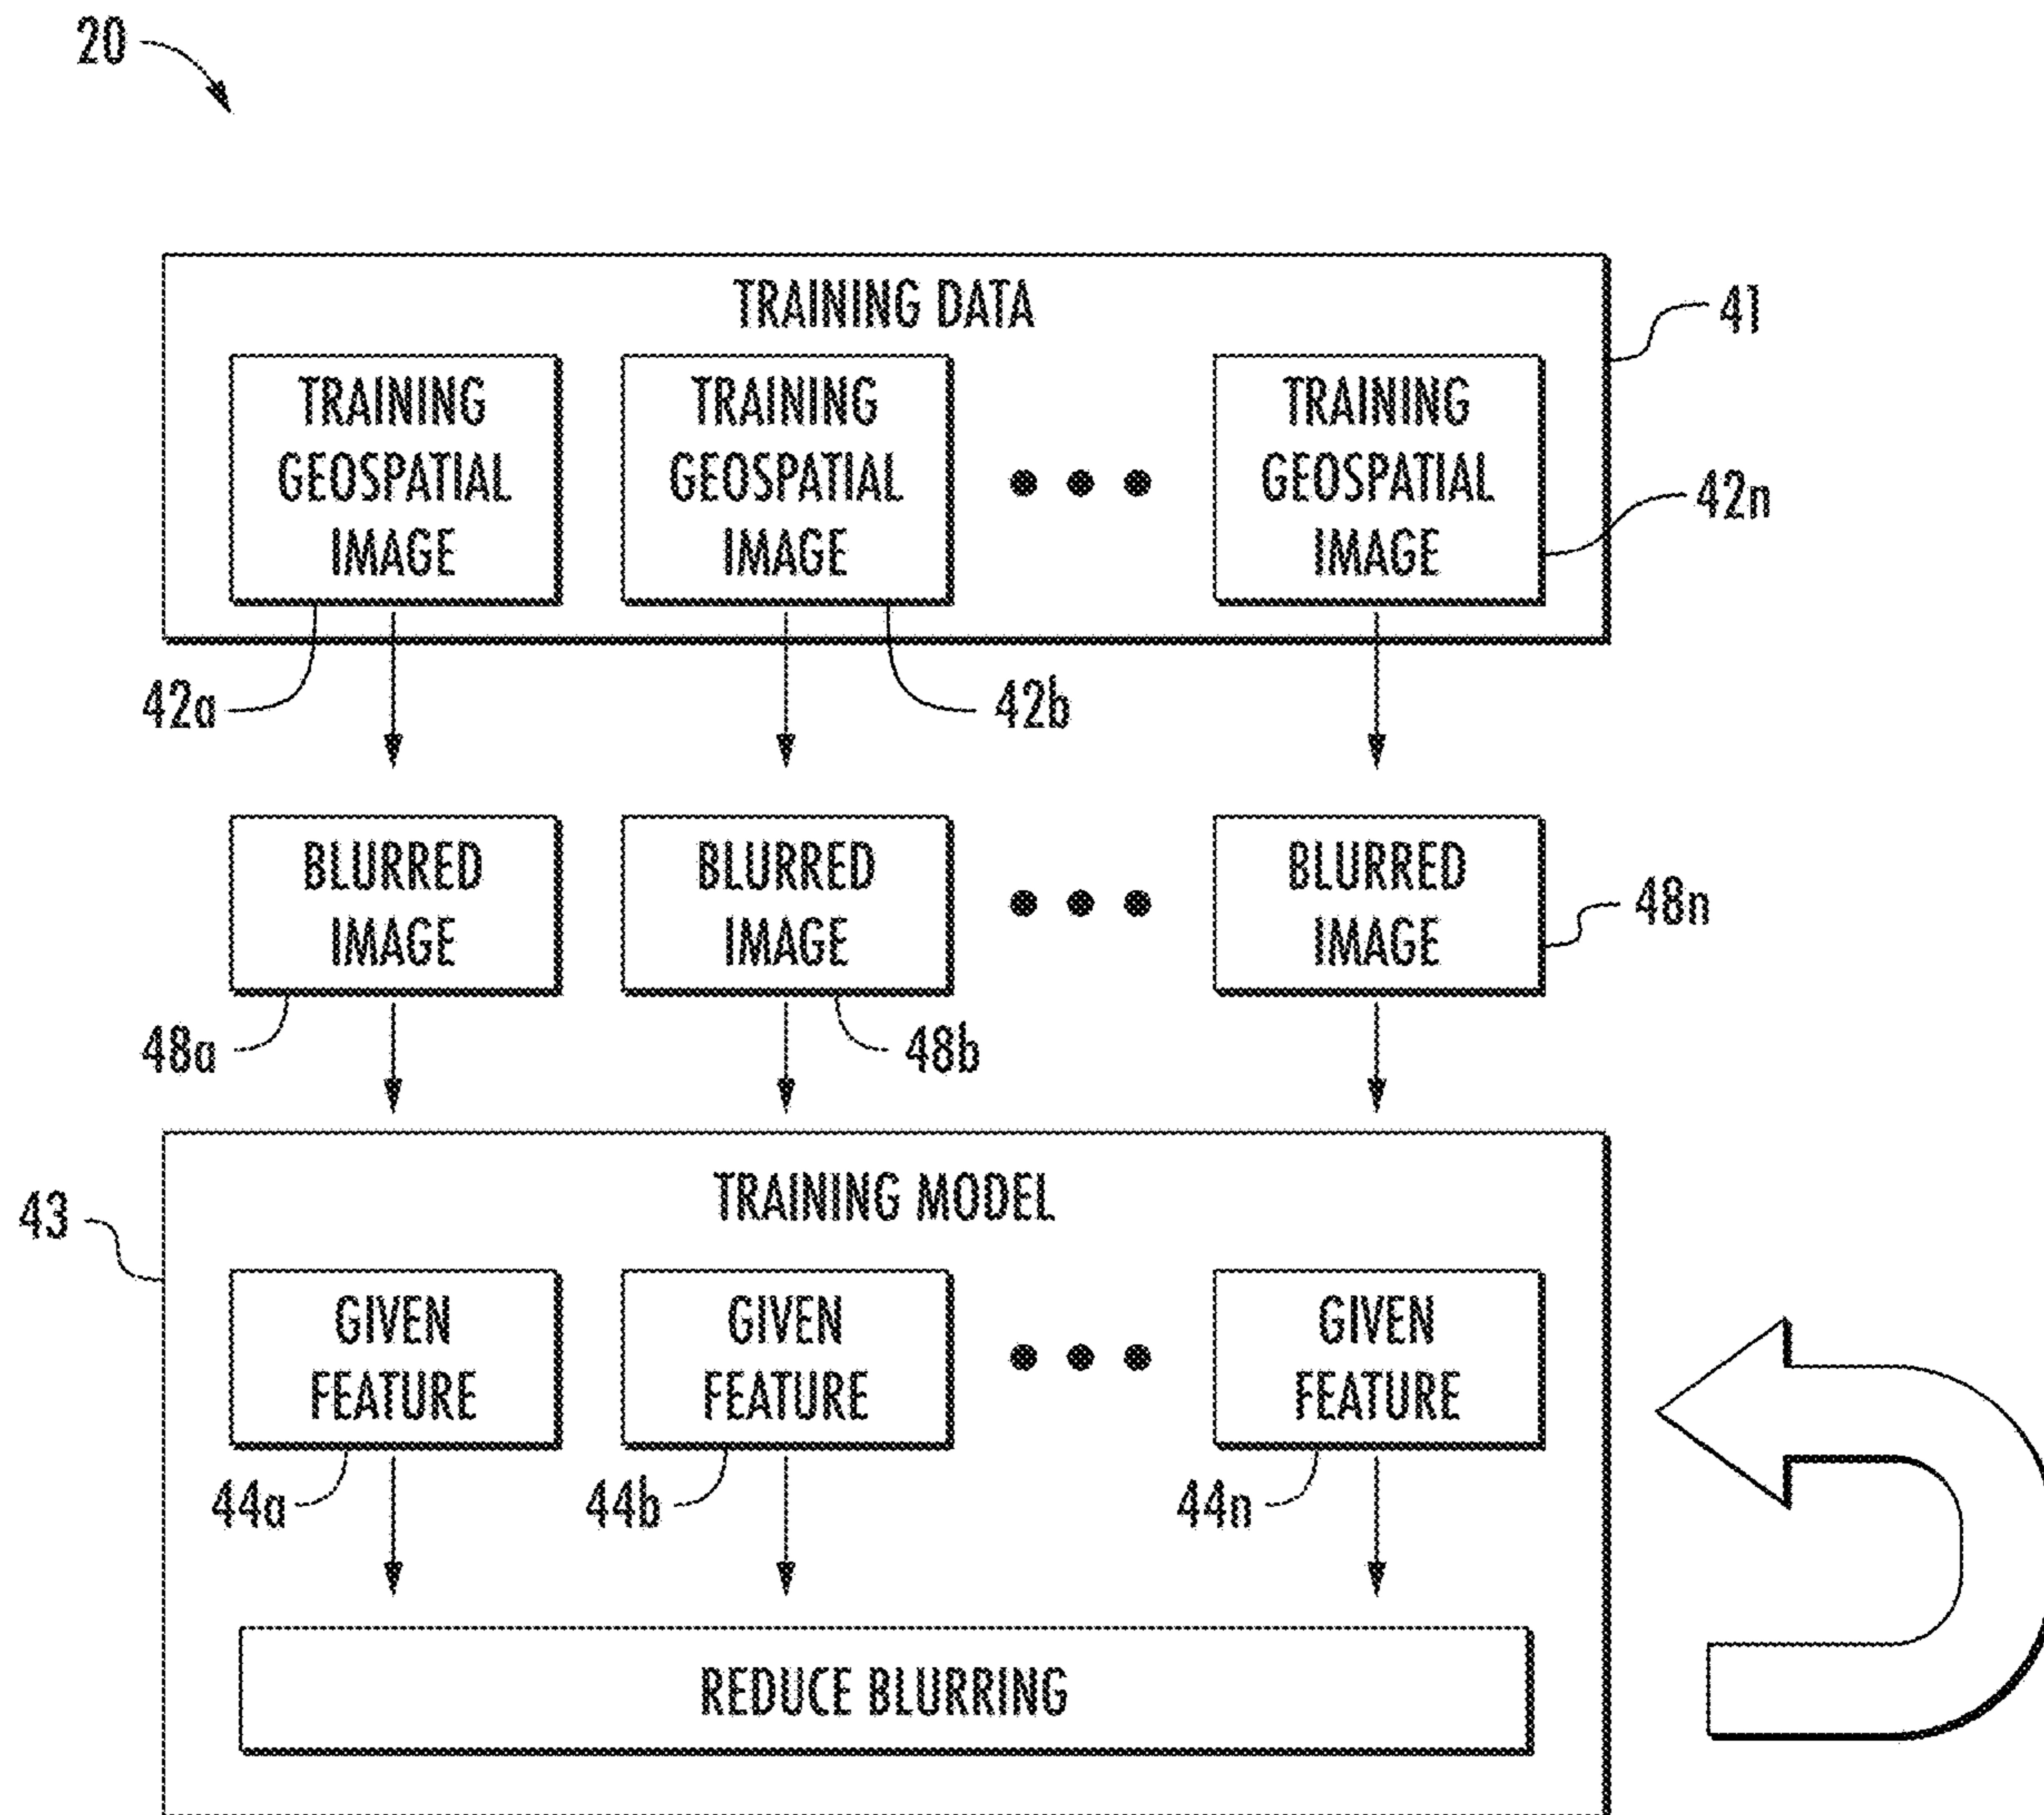 20
TRAINING DATA
41
TRAINING
GEOSPATIAL
IMAGE
TRAINING
GEOSPATIAL
IMAGE
TRAINING
GEOSPATIAL
IMAGE
42n
42a
42b
BLURRED
IMAGE
BLURRED
IMAGE
BLURRED
IMAGE
48n
48a
48b
TRAINING MODEL
43
GIVEN
FEATURE
GIVEN
FEATURE
GIVEN
FEATURE
44a
44b
44n
REDUCE BLURRING